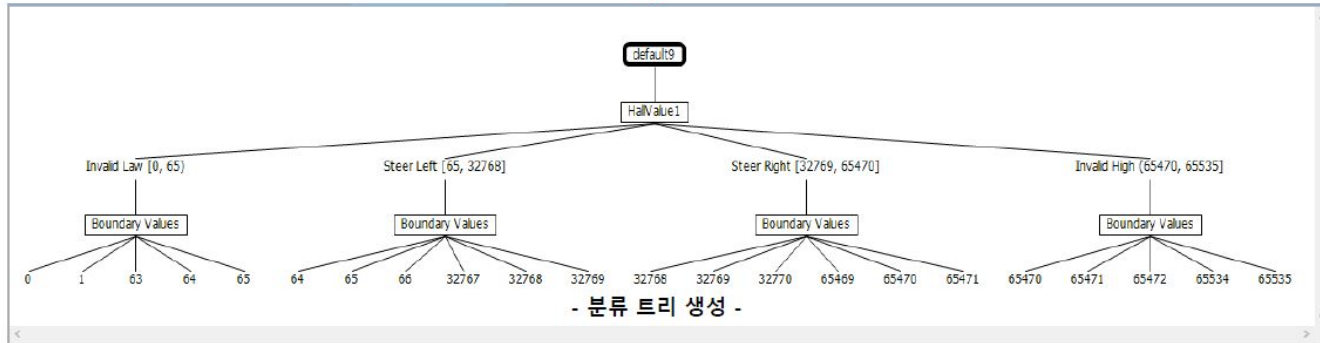 default9
HallValue1
Invalid Law [0, 65) Steer Left [65, 32768] Steer Right [32769, 65470] Invalid High (65470, 65535]
Boundary Values Boundary Values Boundary Values Boundary Values
0 1 63 64 65 64 65 66 32767 32768 32769 32768 32769 32770 65469 65470 65471 65470 65471 65472 65534 65535
- 분류 트리 생성 -